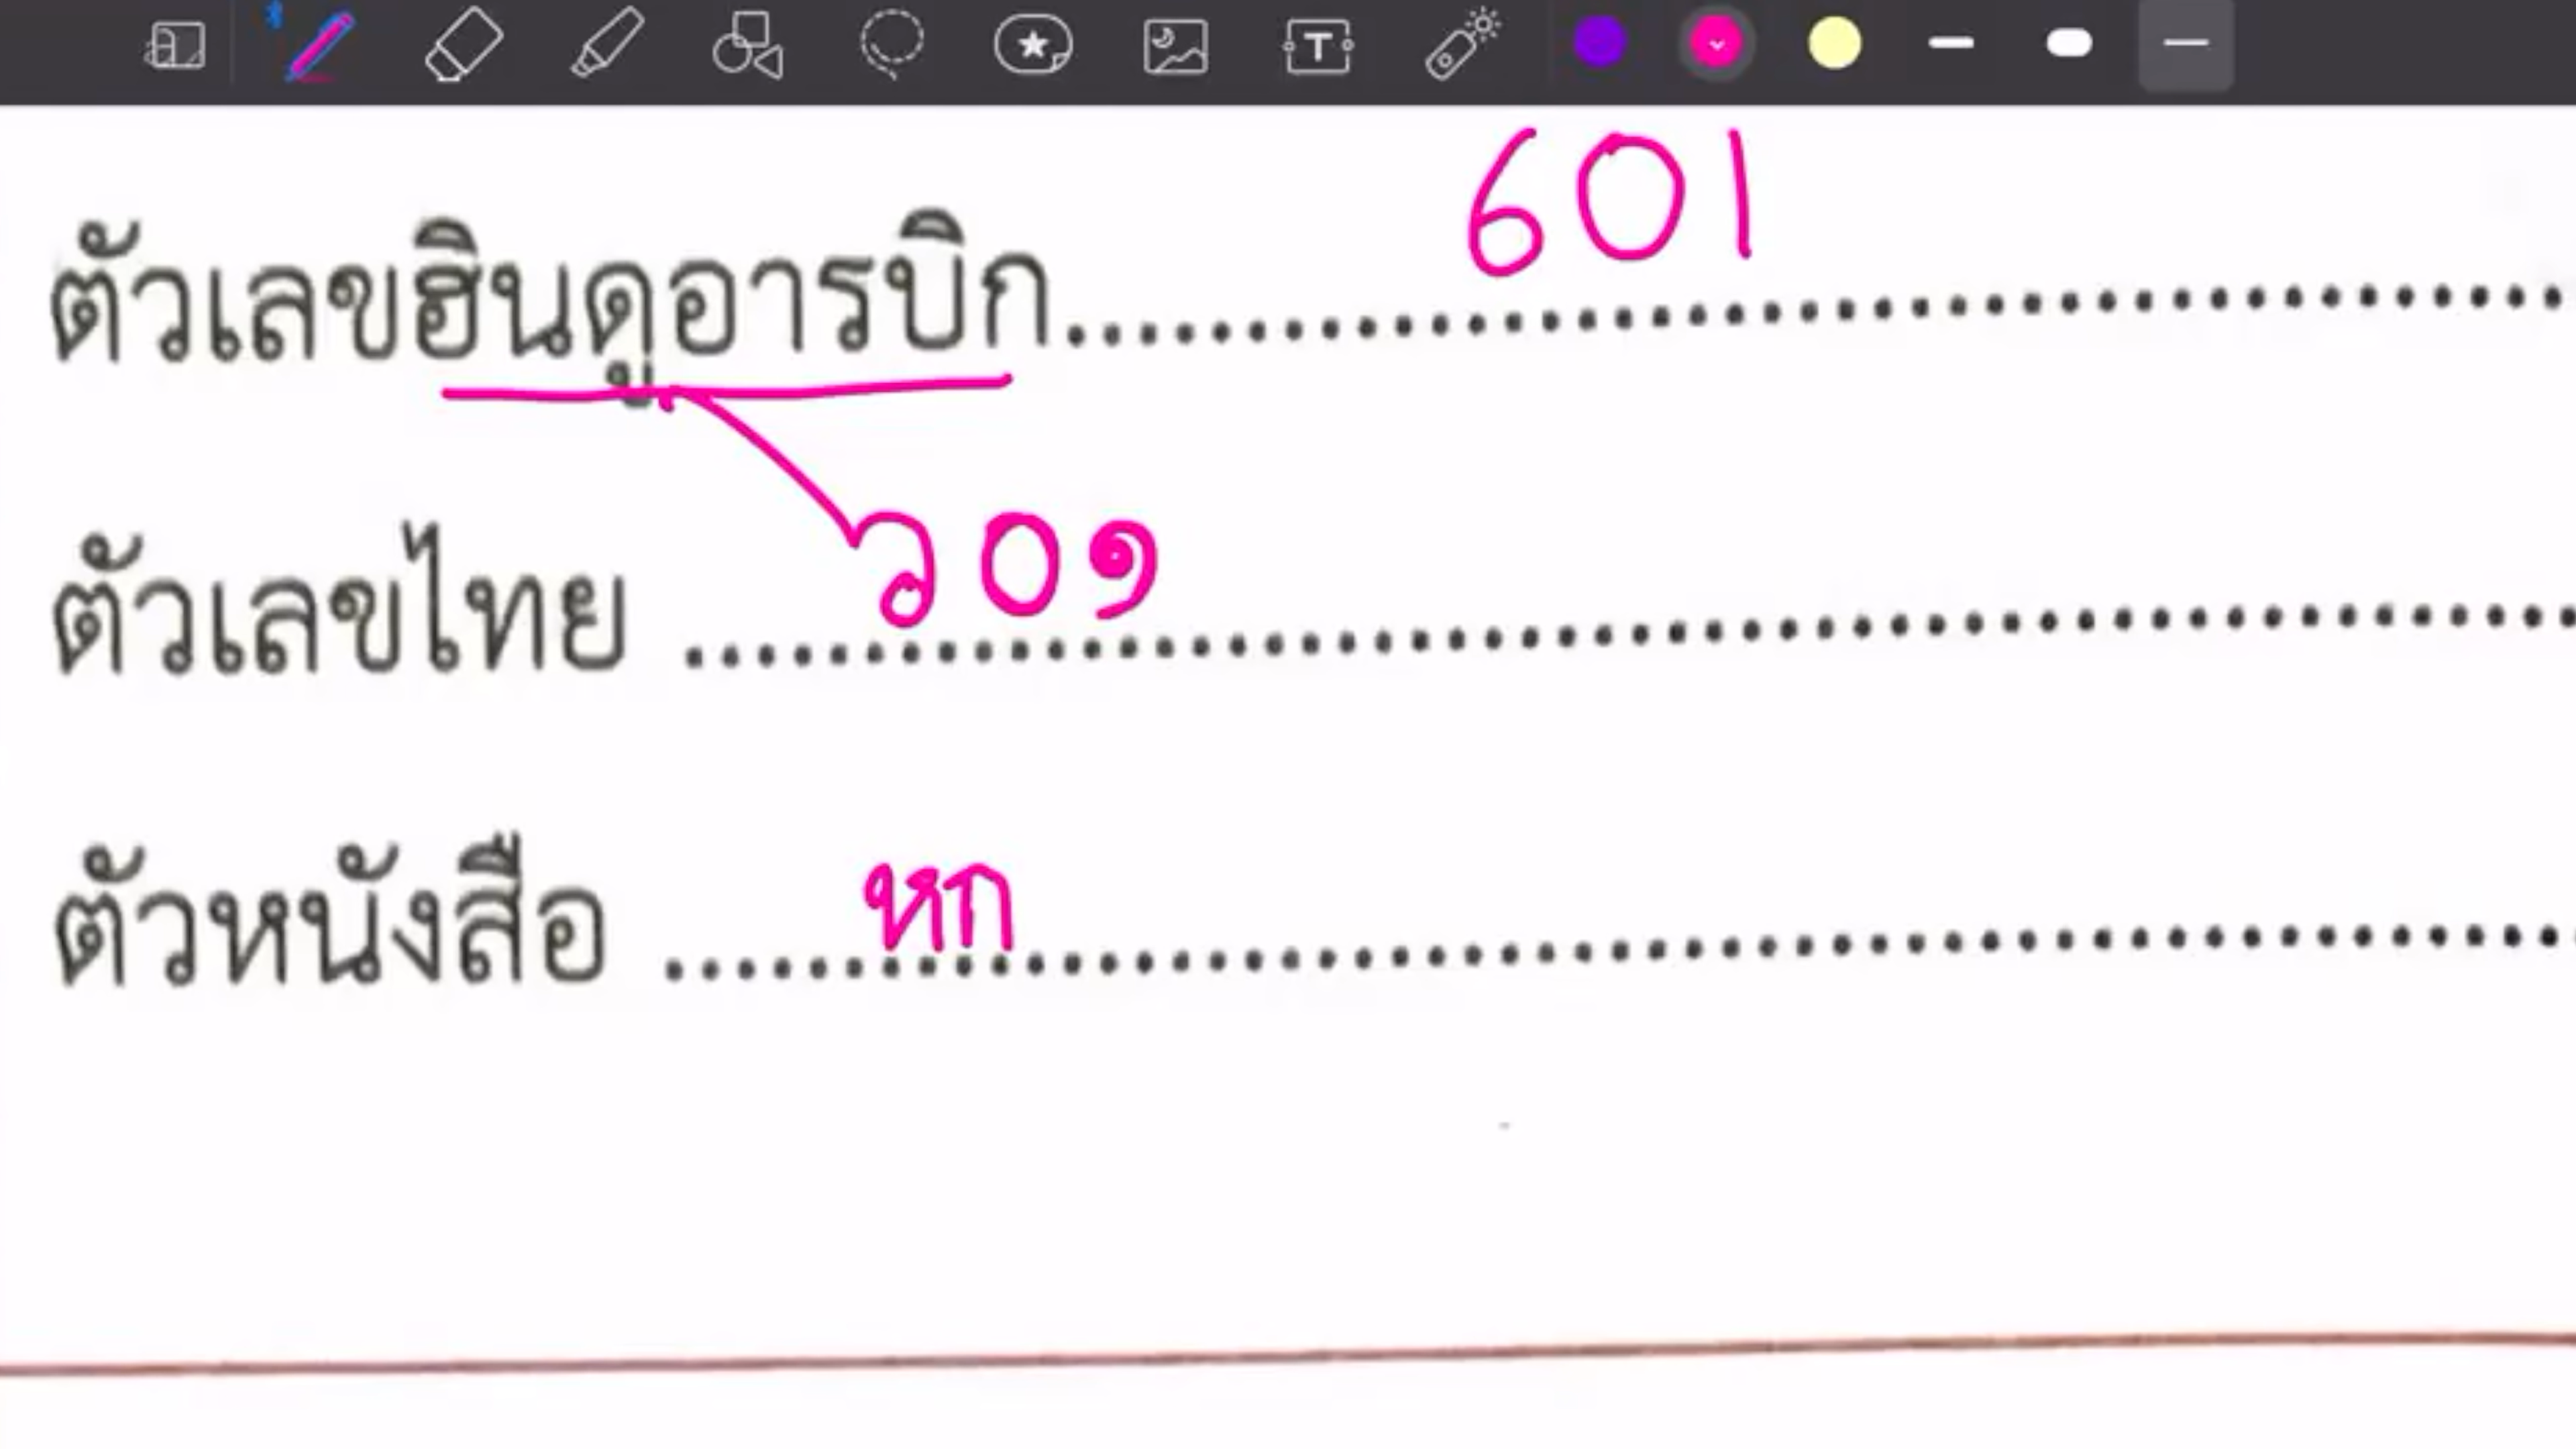 ตัวเลขฮินดูอารบิก.......... 601
ตัวเลขไทย .......... ๖๐๑
ตัวหนังสือ .......... หก